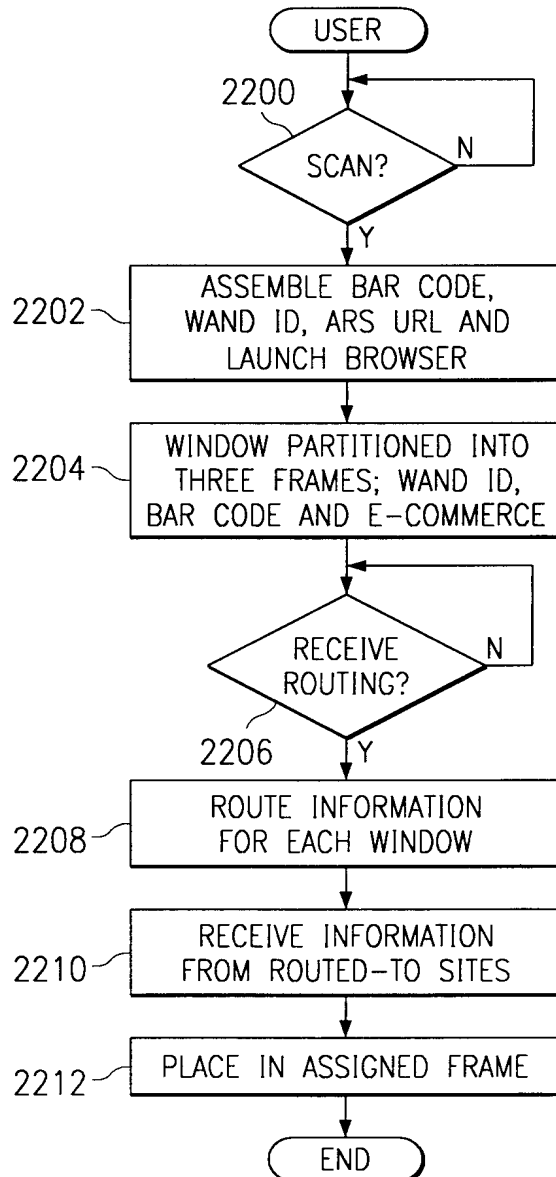 USER
2200
SCAN?
N
Y
2202
ASSEMBLE BAR CODE,
WAND ID, ARS URL AND
LAUNCH BROWSER
2204
WINDOW PARTITIONED INTO
THREE FRAMES; WAND ID,
BAR CODE AND E-COMMERCE
RECEIVE
ROUTING?
N
2206
Y
2208
ROUTE INFORMATION
FOR EACH WINDOW
2210
RECEIVE INFORMATION
FROM ROUTED-TO SITES
2212
PLACE IN ASSIGNED FRAME
END